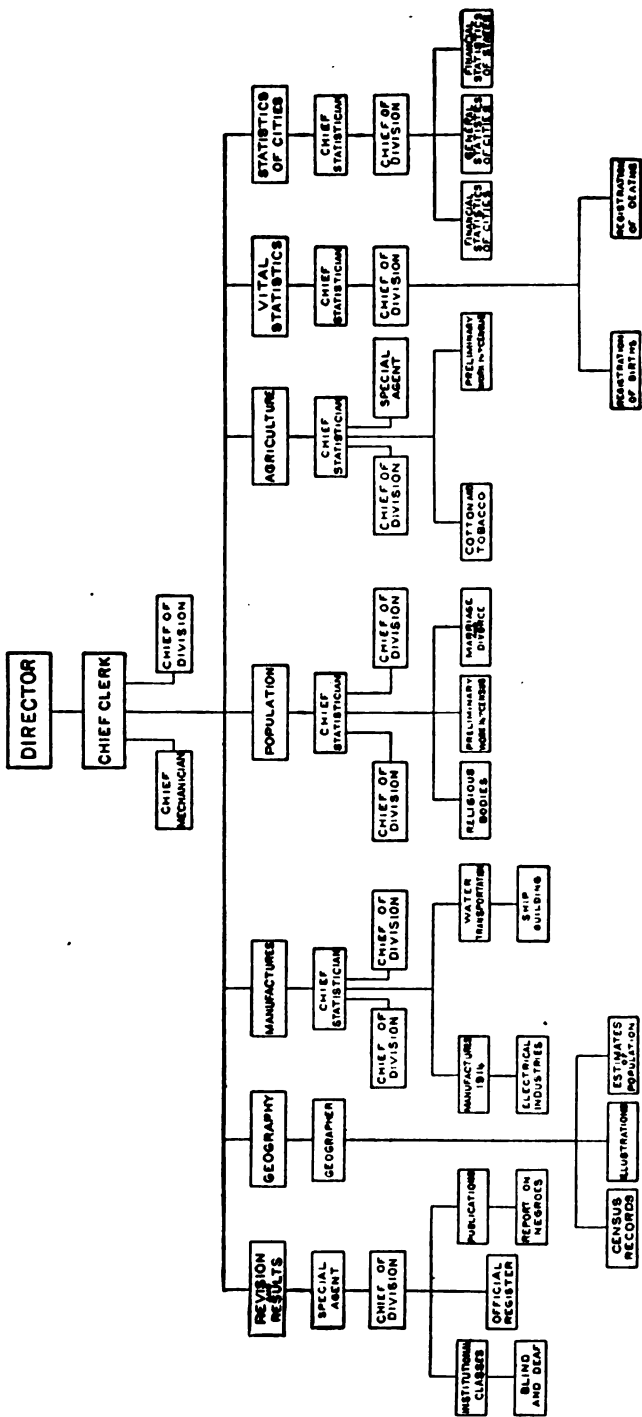 DIRECTOR
CHIEF CLERK
CHIEF
MECHANICIAN
CHIEF OF
DIVISION
REVISION
AND
RESULTS
GEOGRAPHY
MANUFACTURES
POPULATION
AGRICULTURE
VITAL
STATISTICS
STATISTICS
OF CITIES
SPECIAL
AGENT
GEOGRAPHER
CHIEF
STATISTICIAN
CHIEF
STATISTICIAN
CHIEF
STATISTICIAN
CHIEF
STATISTICIAN
CHIEF
STATISTICIAN
CHIEF OF
DIVISION
CHIEF OF
DIVISION
CHIEF OF
DIVISION
CHIEF OF
DIVISION
CHIEF OF
DIVISION
CHIEF OF
DIVISION
SPECIAL
AGENT
CHIEF OF
DIVISION
CHIEF OF
DIVISION
INSTITUTIONAL
CLASSES
OFFICIAL
REGISTER
PUBLICATIONS
MANUFACTURES
1914
WATER
TRANSPORTATION
RELIGIOUS
BODIES
PRELIMINARY
WORK
CENSUS
MARRIAGE
AND
DIVORCE
COTTON AND
TOBACCO
PRELIMINARY
WORK
CENSUS
FINANCIAL
STATISTICS
OF CITIES
GENERAL
STATISTICS
OF CITIES
FINANCIAL
STATISTICS
OF STATES
BLIND
AND DEAF
REPORT ON
NEGROES
ELECTRICAL
INDUSTRIES
SHIP
BUILDING
CENSUS
RECORDS
ILLUSTRATIONS
ESTIMATES
OF
POPULATION
REGISTRATION
OF BIRTHS
REGISTRATION
OF DEATHS